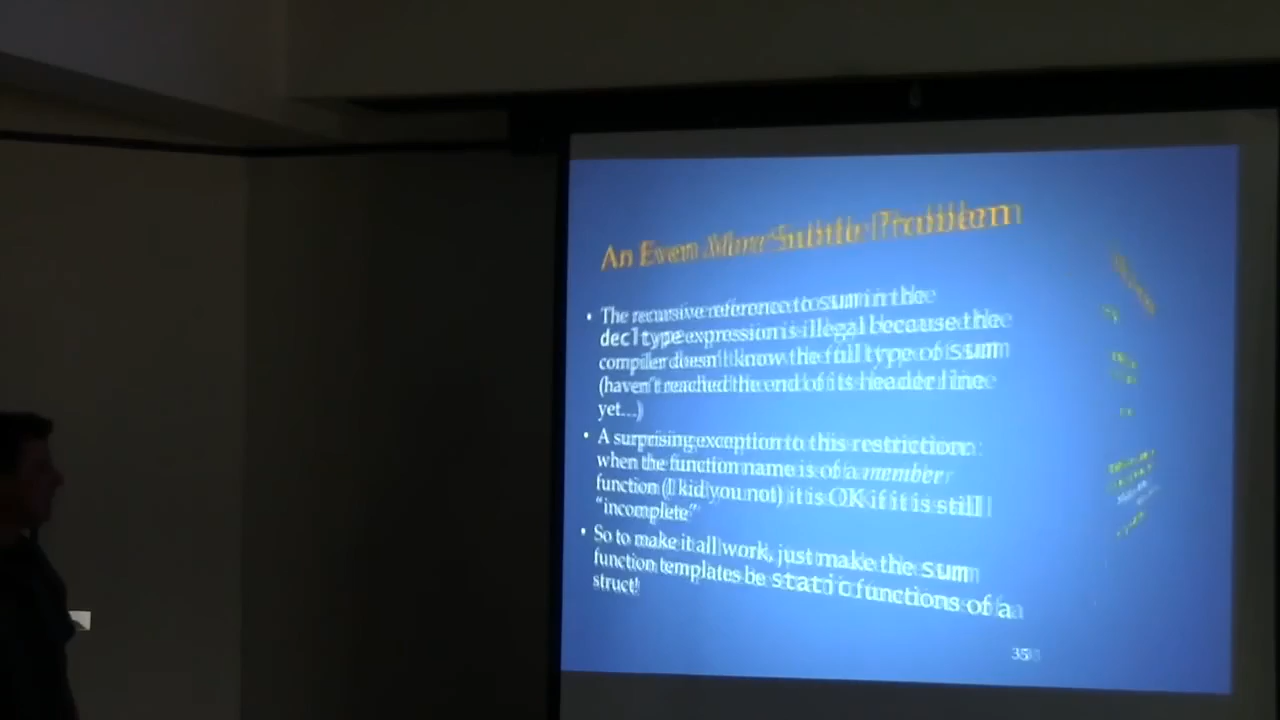 An Even More Subtle Problem
• The recursive reference to sum in the
decltype expression is illegal because the
compiler doesn't know the full type of sum
(haven't reached the end of its header line
yet...)
• A surprising exception to this restriction:
when the function name is of a member
function (I kid you not) it is OK if it is still
"incomplete"
• So to make it all work, just make the sum
function templates be static functions of a
struct!
35